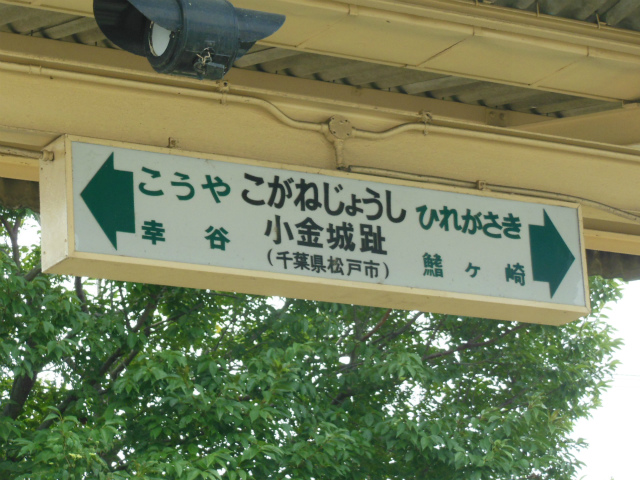 こうや
幸谷
こがねじょうし
小金城趾
(千葉県松戸市)
ひれがさき
鰭ヶ崎